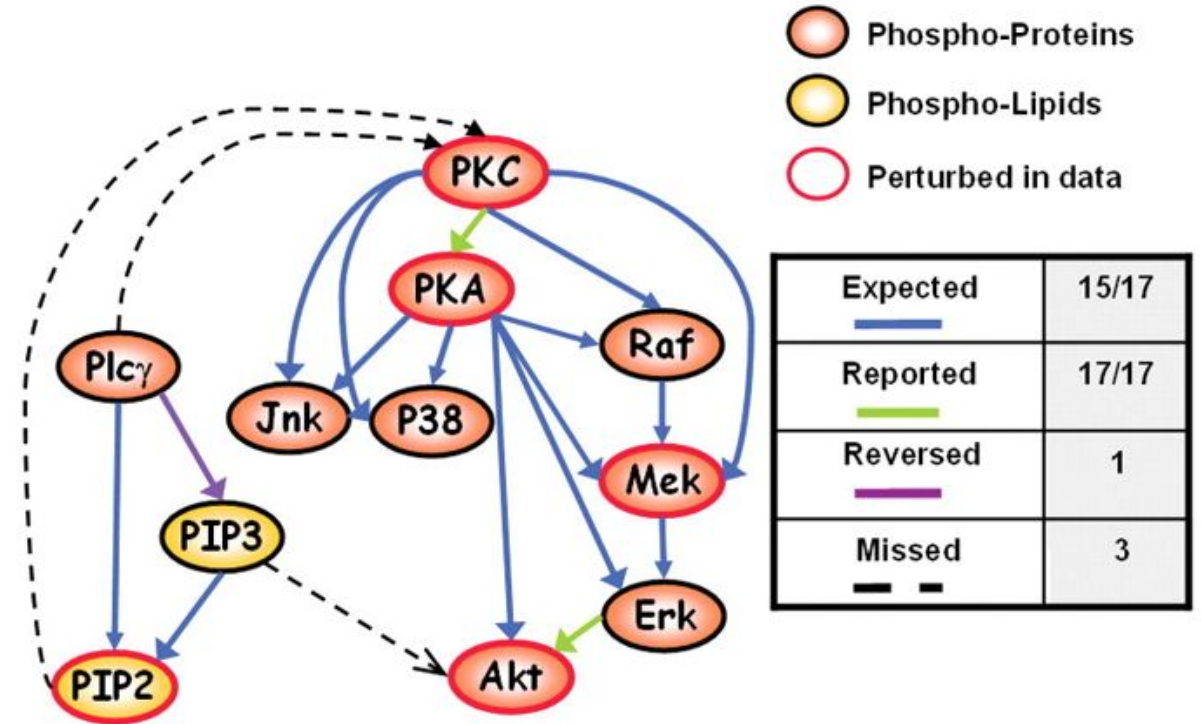 Phospho-Proteins
Phospho-Lipids
Perturbed in data
PKC
PKA
Raf
Plcγ
Jnk
P38
Mek
PIP3
Erk
Akt
PIP2
Expected 15/17
Reported 17/17
Reversed 1
Missed 3